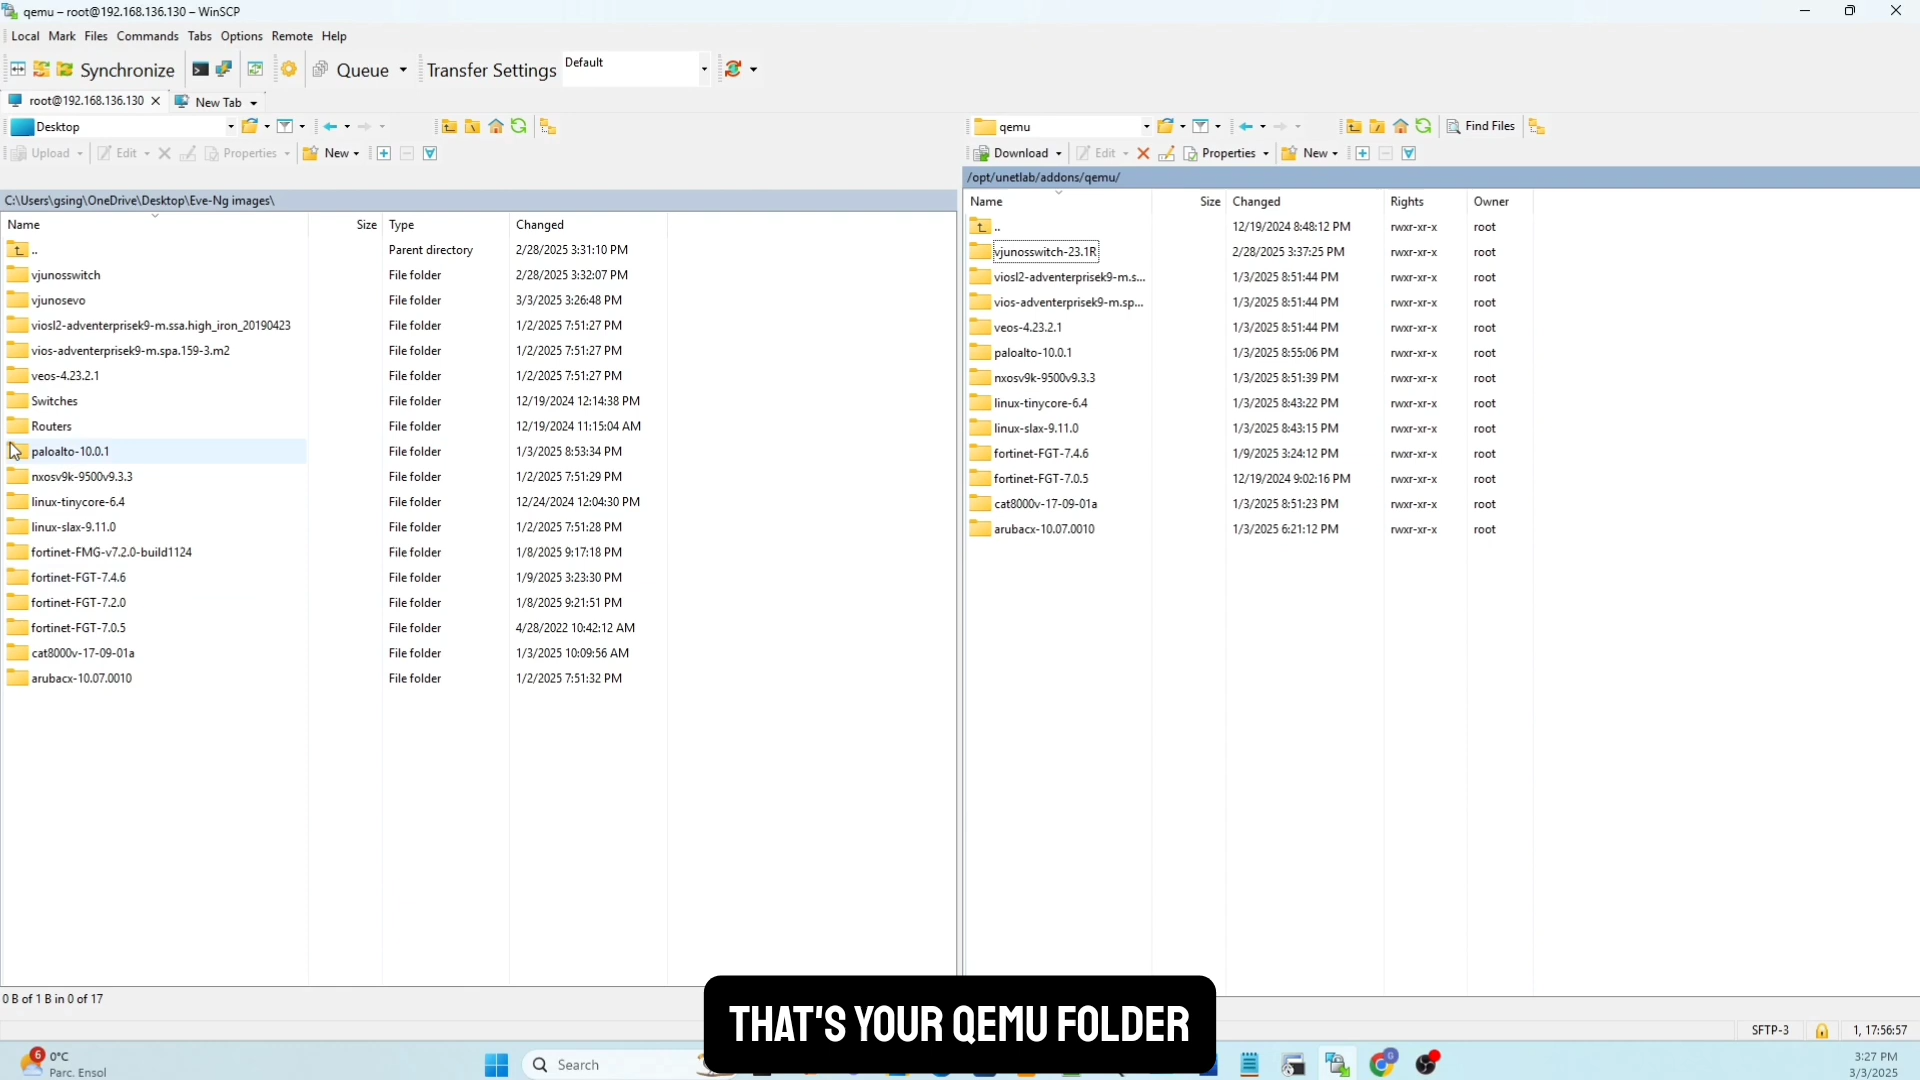 qemu – root@192.168.136.130 – WinSCP
Local Mark Files Commands Tabs Options Remote Help
Synchronize Queue Transfer Settings Default
root@192.168.136.130 New Tab
Desktop
qemu Find Files
Upload Edit Properties New
Download Edit Properties New
C:\Users\gsing\OneDrive\Desktop\Eve-Ng images\
Name Size Type Changed
.. Parent directory 2/28/2025 3:31:10 PM
vjunosswitch File folder 2/28/2025 3:32:07 PM
vjunosevo File folder 3/3/2025 3:26:48 PM
viosl2-adventerprisek9-m.ssa.high_iron_20190423 File folder 1/2/2025 7:51:27 PM
vios-adventerprisek9-m.spa.159-3.m2 File folder 1/2/2025 7:51:27 PM
veos-4.23.2.1 File folder 1/2/2025 7:51:27 PM
Switches File folder 12/19/2024 12:14:38 PM
Routers File folder 12/19/2024 11:15:04 AM
paloalto-10.0.1 File folder 1/3/2025 8:53:34 PM
nxosv9k-9500v9.3.3 File folder 1/2/2025 7:51:29 PM
linux-tinycore-6.4 File folder 12/24/2024 12:04:30 PM
linux-slax-9.11.0 File folder 1/2/2025 7:51:28 PM
fortinet-FMG-v7.2.0-build1124 File folder 1/8/2025 9:17:18 PM
fortinet-FGT-7.4.6 File folder 1/9/2025 3:23:30 PM
fortinet-FGT-7.2.0 File folder 1/8/2025 9:21:51 PM
fortinet-FGT-7.0.5 File folder 4/28/2022 10:42:12 AM
cat8000v-17-09-01a File folder 1/3/2025 10:09:56 AM
arubacx-10.07.0010 File folder 1/2/2025 7:51:32 PM
/opt/unetlab/addons/qemu/
Name Size Changed Rights Owner
.. 12/19/2024 8:48:12 PM rwxr-xr-x root
vjunosswitch-23.1R 2/28/2025 3:37:25 PM rwxr-xr-x root
viosl2-adventerprisek9-m.s... 1/3/2025 8:51:44 PM rwxr-xr-x root
vios-adventerprisek9-m.sp... 1/3/2025 8:51:44 PM rwxr-xr-x root
veos-4.23.2.1 1/3/2025 8:51:44 PM rwxr-xr-x root
paloalto-10.0.1 1/3/2025 8:55:06 PM rwxr-xr-x root
nxosv9k-9500v9.3.3 1/3/2025 8:51:39 PM rwxr-xr-x root
linux-tinycore-6.4 1/3/2025 8:43:22 PM rwxr-xr-x root
linux-slax-9.11.0 1/3/2025 8:43:15 PM rwxr-xr-x root
fortinet-FGT-7.4.6 1/9/2025 3:24:12 PM rwxr-xr-x root
fortinet-FGT-7.0.5 12/19/2024 9:02:16 PM rwxr-xr-x root
cat8000v-17-09-01a 1/3/2025 8:51:23 PM rwxr-xr-x root
arubacx-10.07.0010 1/3/2025 6:21:12 PM rwxr-xr-x root
0 B of 1 B in 0 of 17
THAT'S YOUR QEMU FOLDER
SFTP-3 1, 17:56:57
6 0°C
Parc. Ensol
Search
G
3:27 PM
3/3/2025